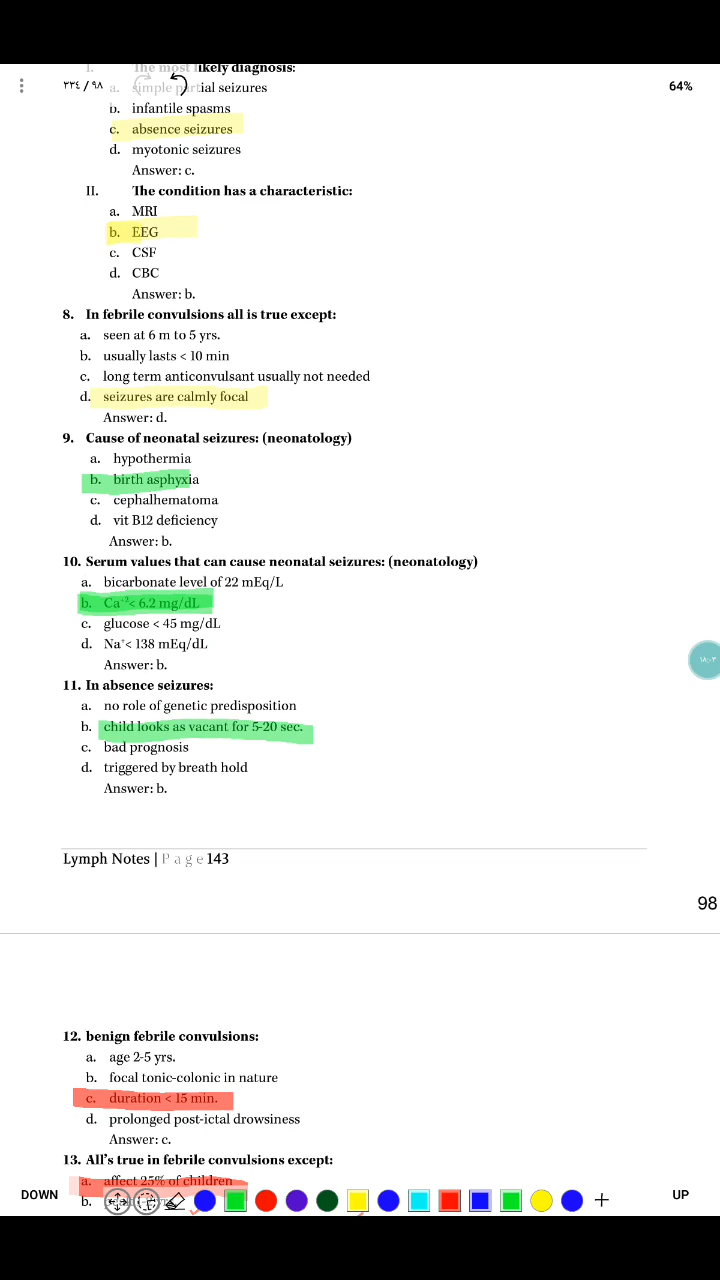 I. The most likely diagnosis:
٢٣٤ / ٩٨
64%
a. simple partial seizures
b. infantile spasms
c. absence seizures
d. myotonic seizures
Answer: c.
II. The condition has a characteristic:
a. MRI
b. EEG
c. CSF
d. CBC
Answer: b.
8. In febrile convulsions all is true except:
a. seen at 6 m to 5 yrs.
b. usually lasts < 10 min
c. long term anticonvulsant usually not needed
d. seizures are calmly focal
Answer: d.
9. Cause of neonatal seizures: (neonatology)
a. hypothermia
b. birth asphyxia
c. cephalhematoma
d. vit B12 deficiency
Answer: b.
10. Serum values that can cause neonatal seizures: (neonatology)
a. bicarbonate level of 22 mEq/L
b. Ca⁺²< 6.2 mg/dL
c. glucose < 45 mg/dL
d. Na⁺< 138 mEq/dL
Answer: b.
١٨:٠٣
11. In absence seizures:
a. no role of genetic predisposition
b. child looks as vacant for 5-20 sec.
c. bad prognosis
d. triggered by breath hold
Answer: b.
Lymph Notes | Page 143
98
12. benign febrile convulsions:
a. age 2-5 yrs.
b. focal tonic-colonic in nature
c. duration < 15 min.
d. prolonged post-ictal drowsiness
Answer: c.
13. All's true in febrile convulsions except:
a. affect 25% of children
b.
DOWN
UP